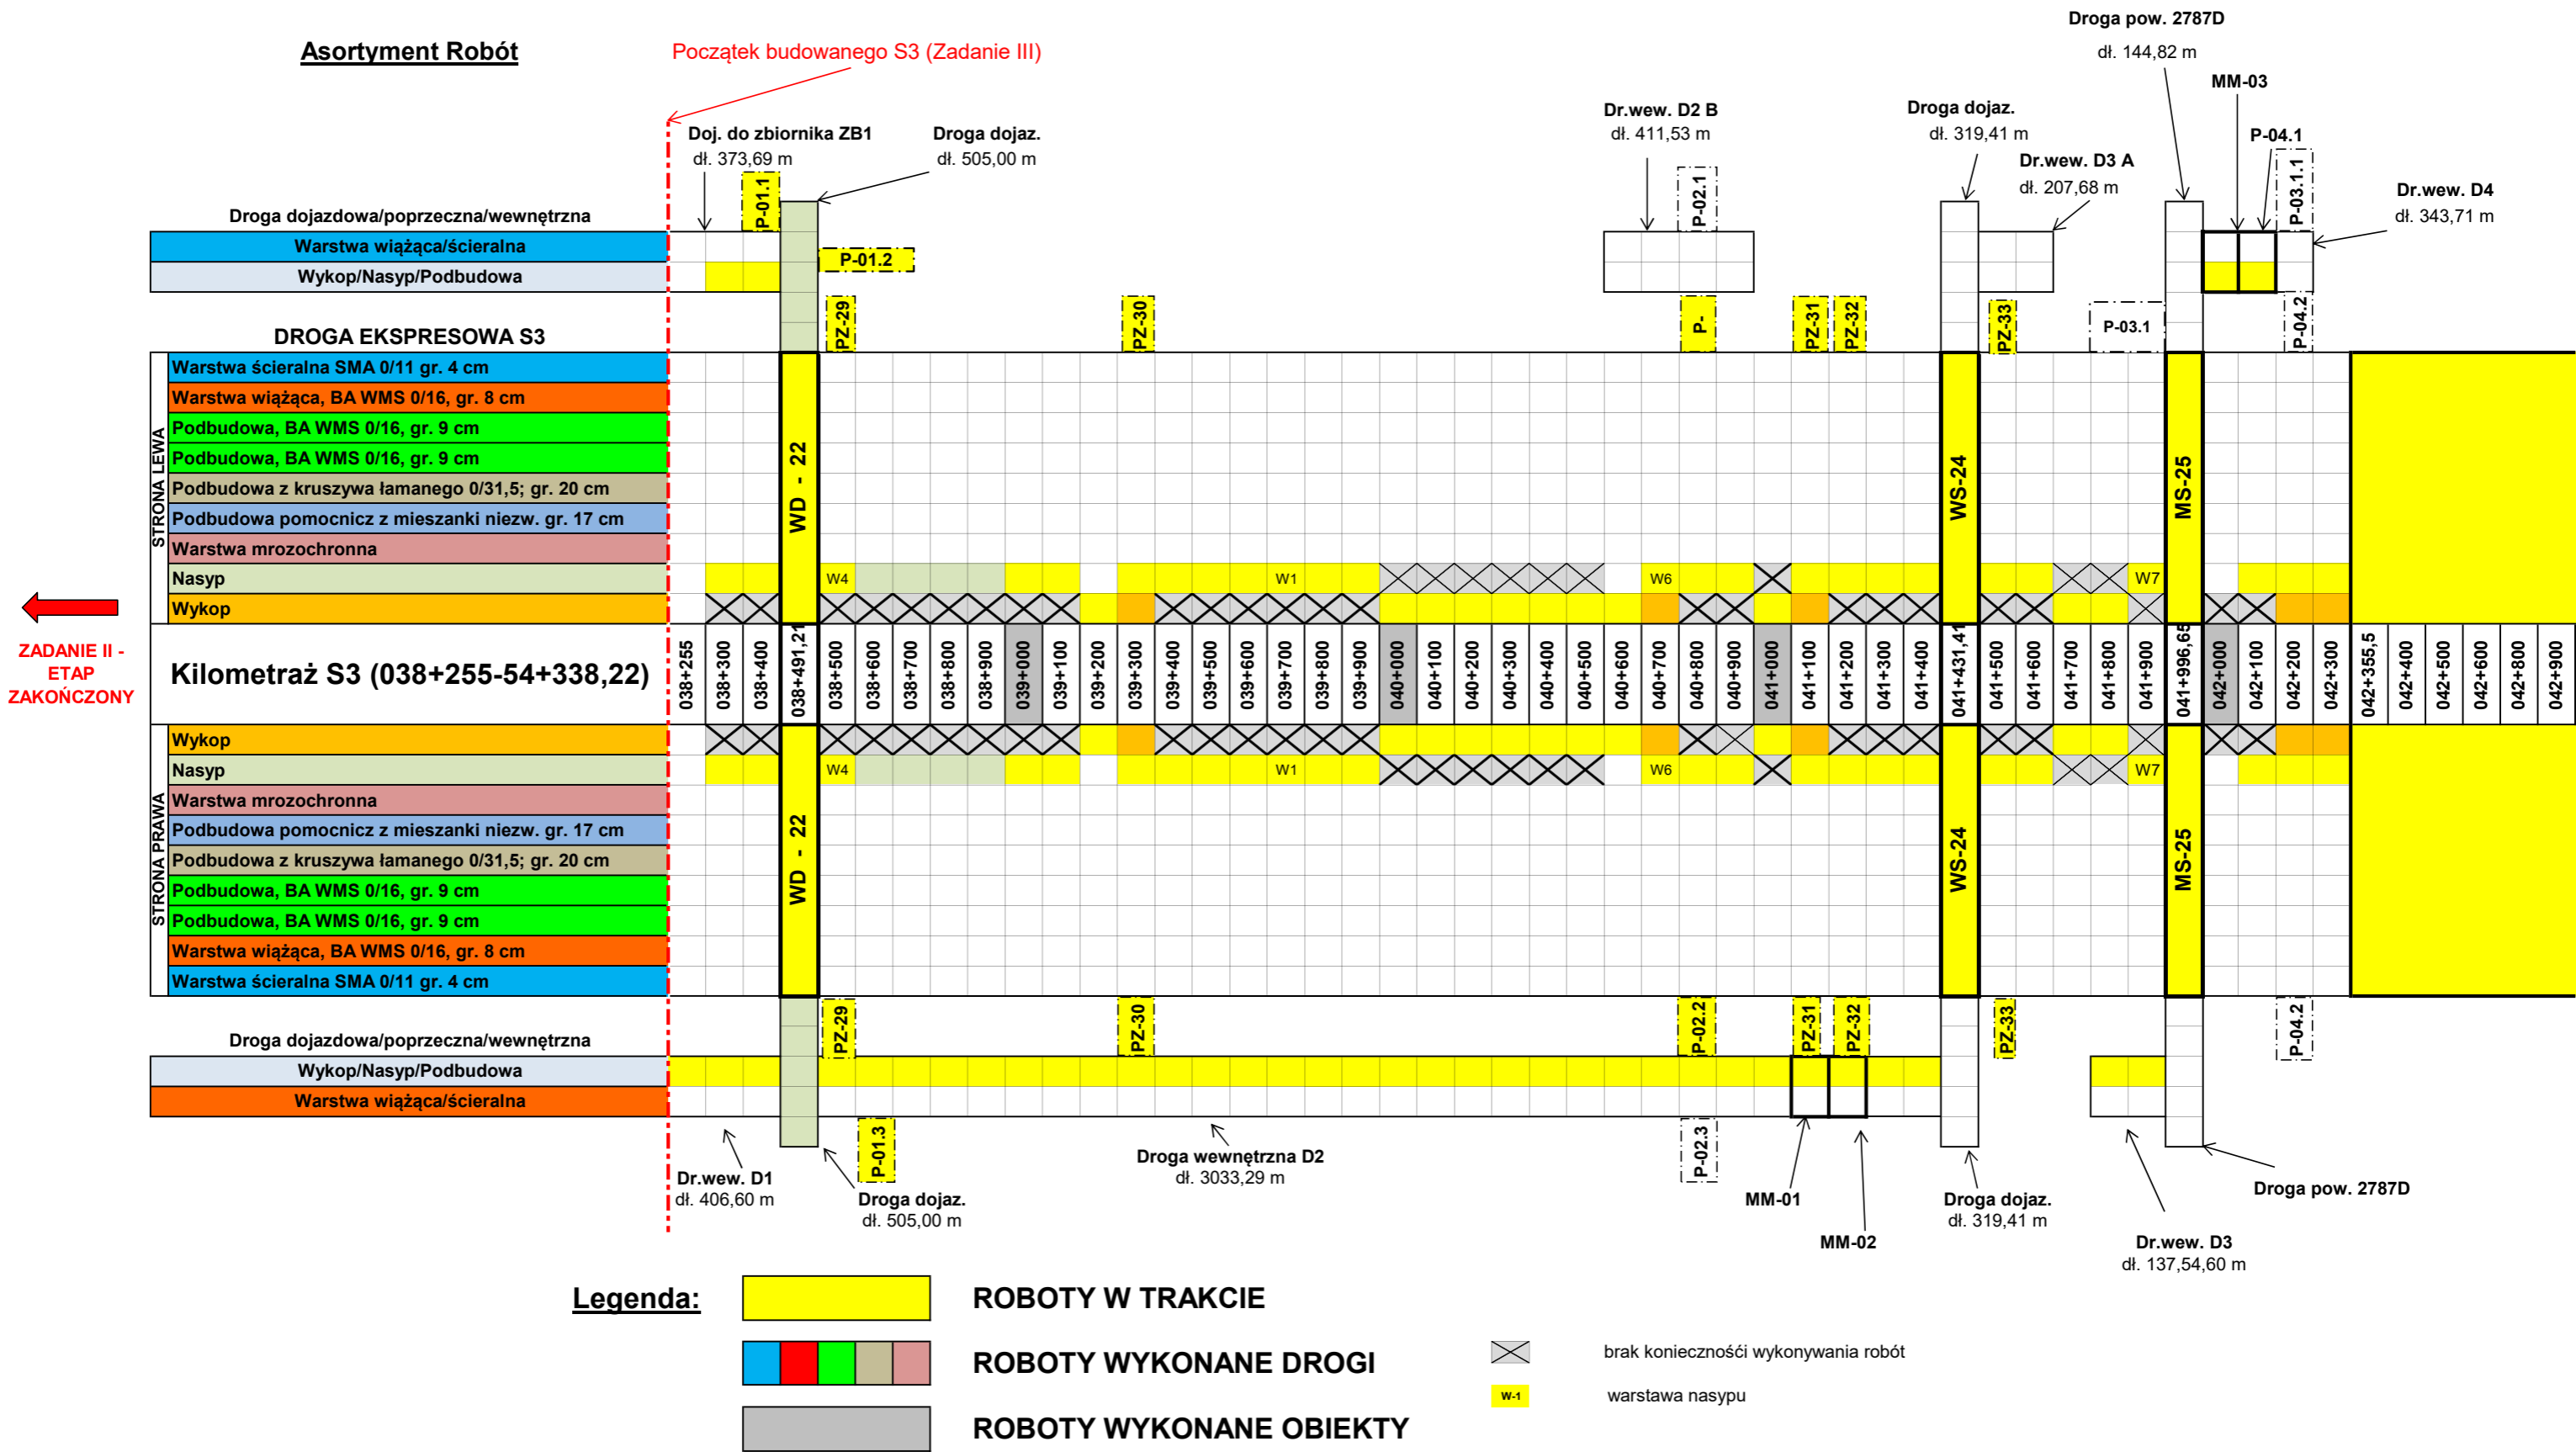 Droga pow. 2787D
dł. 144,82 m
Asortyment Robót
Początek budowanego S3 (Zadanie III)
MM-03
Dr.wew. D2 B
dł. 411,53 m
Droga dojaz.
dł. 319,41 m
Doj. do zbiornika ZB1
dł. 373,69 m
Droga dojaz.
dł. 505,00 m
P-04.1
Dr.wew. D3 A
dł. 207,68 m
Dr.wew. D4
dł. 343,71 m
P-01.1
P-02.1
P-03.1.1
Droga dojazdowa/poprzeczna/wewnętrzna
Warstwa wiążąca/ścieralna
P-01.2
Wykop/Nasyp/Podbudowa
PZ-29
PZ-30
P-
PZ-31
PZ-32
PZ-33
P-03.1
P-04.2
DROGA EKSPRESOWA S3
STRONA LEWA
Warstwa ścieralna SMA 0/11 gr. 4 cm
Warstwa wiążąca, BA WMS 0/16, gr. 8 cm
Podbudowa, BA WMS 0/16, gr. 9 cm
Podbudowa, BA WMS 0/16, gr. 9 cm
Podbudowa z kruszywa łamanego 0/31,5; gr. 20 cm
Podbudowa pomocnicz z mieszanki niezw. gr. 17 cm
Warstwa mrozochronna
Nasyp
Wykop
WD - 22
WS-24
MS-25
W4
W1
W6
W7
ZADANIE II -
ETAP
ZAKOŃCZONY
Kilometraż S3 (038+255-54+338,22)
038+255
038+300
038+400
038+491,21
038+500
038+600
038+700
038+800
038+900
039+000
039+100
039+200
039+300
039+400
039+500
039+600
039+700
039+800
039+900
040+000
040+100
040+200
040+300
040+400
040+500
040+600
040+700
040+800
040+900
041+000
041+100
041+200
041+300
041+400
041+431,41
041+500
041+600
041+700
041+800
041+900
041+996,65
042+000
042+100
042+200
042+300
042+355,5
042+400
042+500
042+600
042+800
042+900
STRONA PRAWA
Wykop
Nasyp
Warstwa mrozochronna
Podbudowa pomocnicz z mieszanki niezw. gr. 17 cm
Podbudowa z kruszywa łamanego 0/31,5; gr. 20 cm
Podbudowa, BA WMS 0/16, gr. 9 cm
Podbudowa, BA WMS 0/16, gr. 9 cm
Warstwa wiążąca, BA WMS 0/16, gr. 8 cm
Warstwa ścieralna SMA 0/11 gr. 4 cm
W4
W1
W6
W7
WD - 22
WS-24
MS-25
PZ-29
PZ-30
P-02.2
PZ-31
PZ-32
PZ-33
P-04.2
Droga dojazdowa/poprzeczna/wewnętrzna
Wykop/Nasyp/Podbudowa
Warstwa wiążąca/ścieralna
P-01.3
P-02.3
Dr.wew. D1
dł. 406,60 m
Droga dojaz.
dł. 505,00 m
Droga wewnętrzna D2
dł. 3033,29 m
MM-01
MM-02
Droga dojaz.
dł. 319,41 m
Droga pow. 2787D
Dr.wew. D3
dł. 137,54,60 m
Legenda:
ROBOTY W TRAKCIE
ROBOTY WYKONANE DROGI
ROBOTY WYKONANE OBIEKTY
brak koniecznośći wykonywania robót
W-1
warstawa nasypu